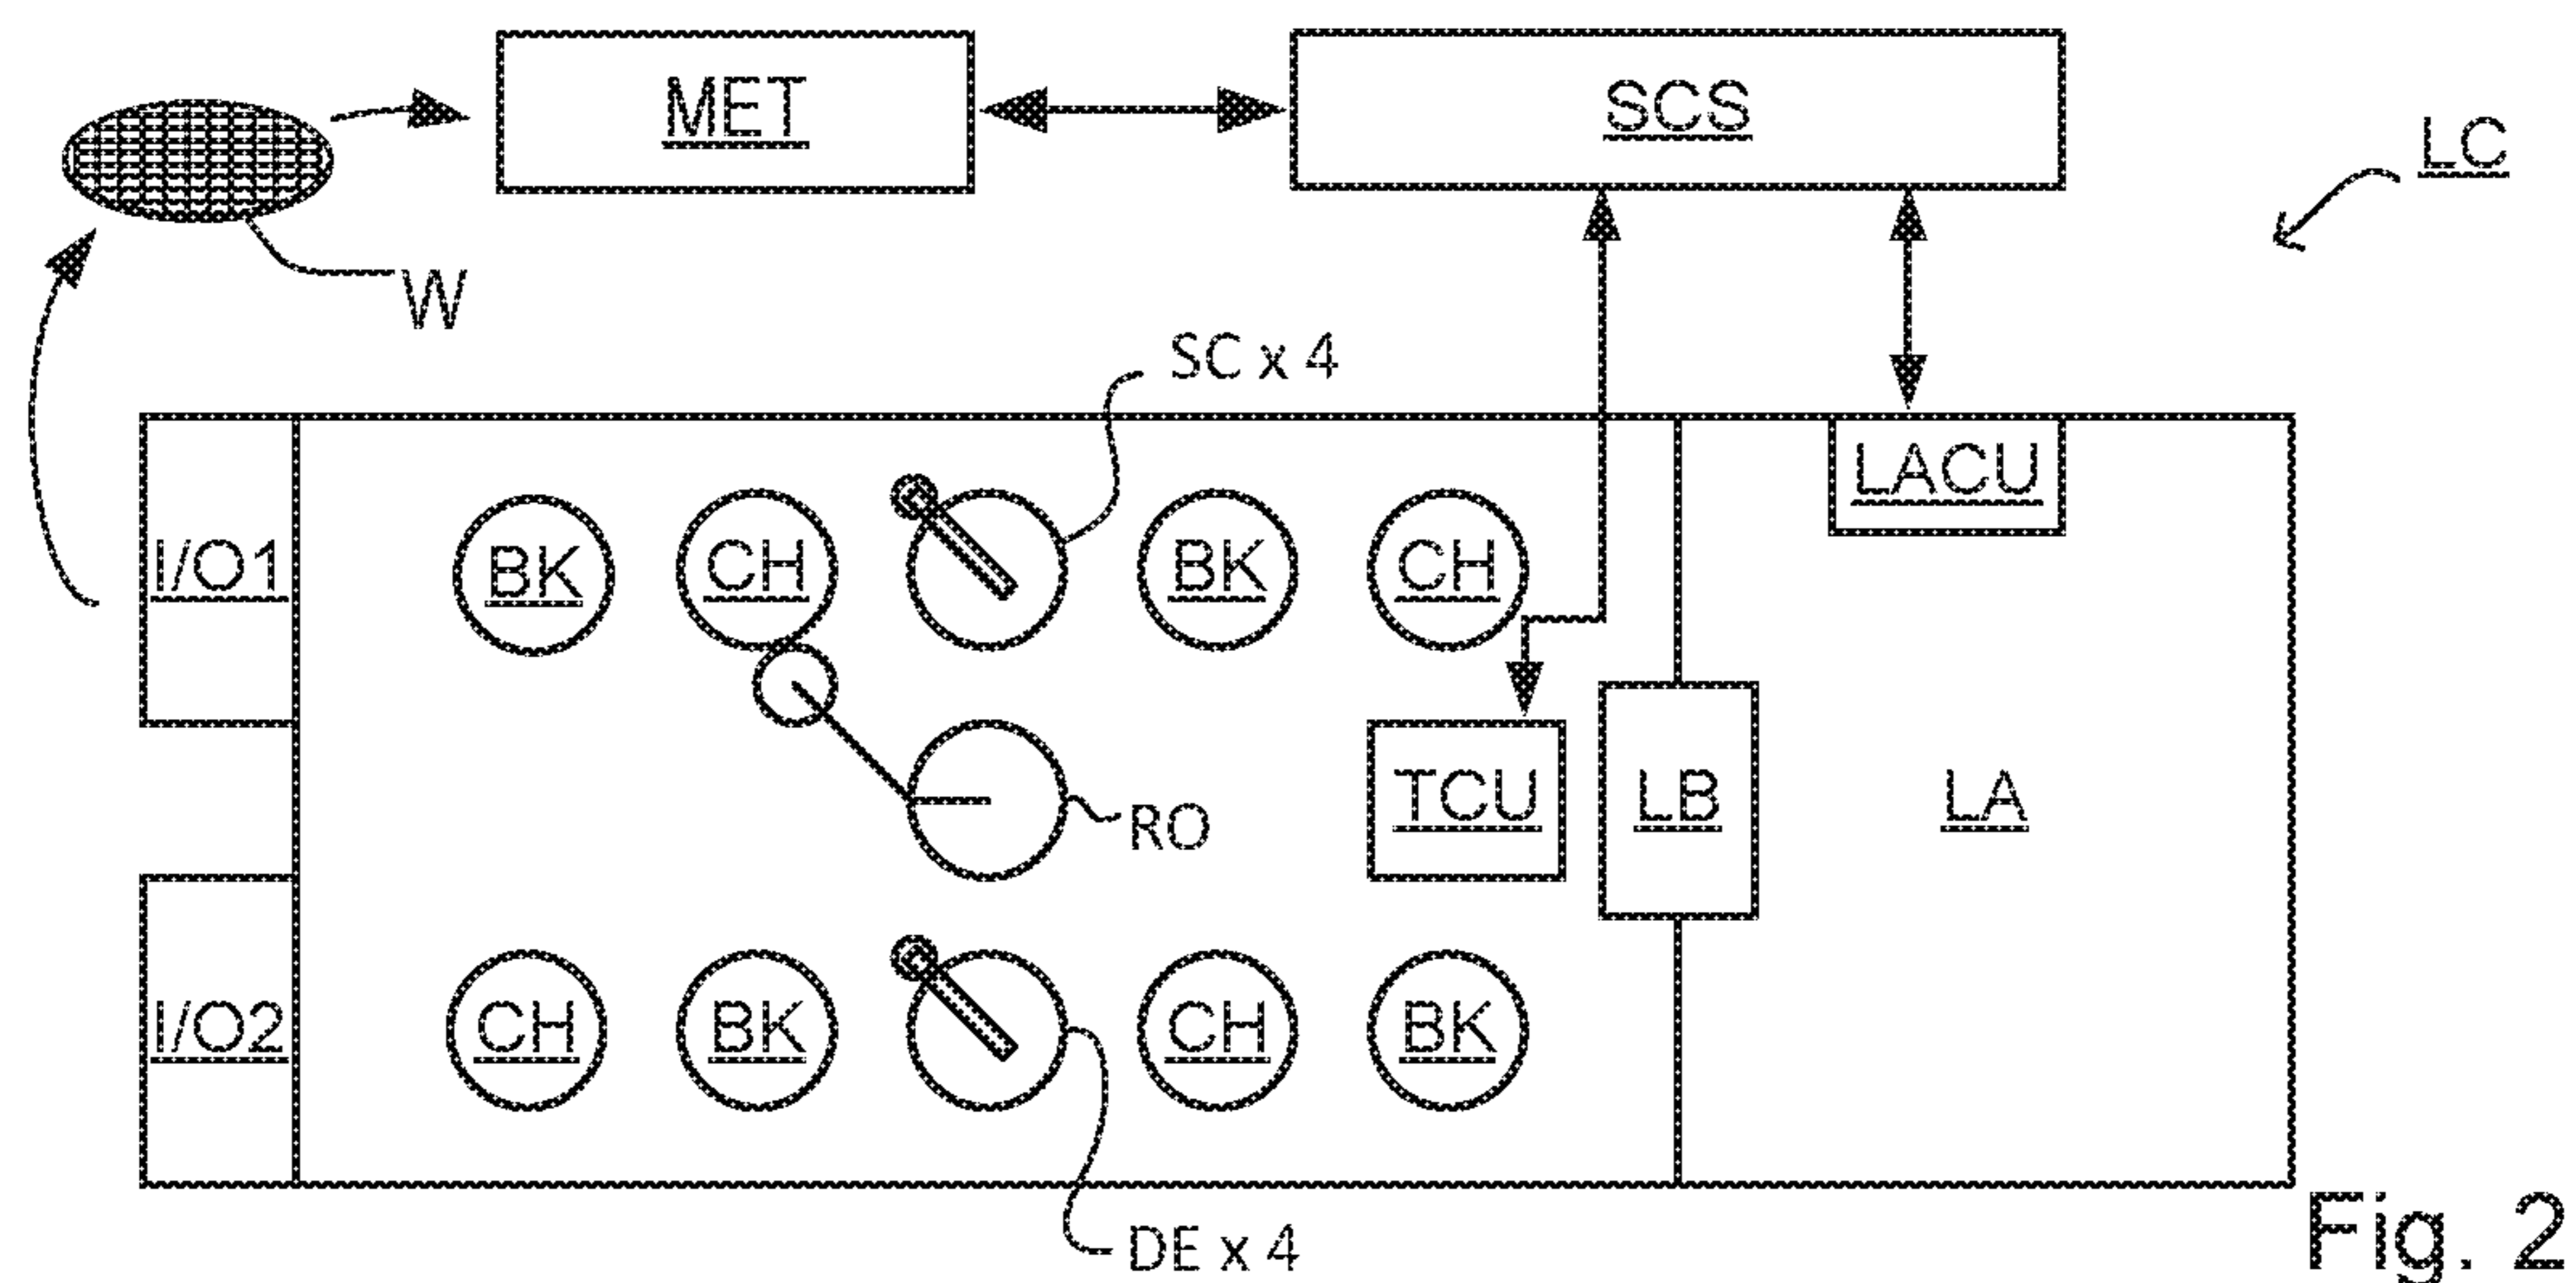 MET
SCS
LC
W
SC x 4
LACU
I/O1
BK
CH
BK
CH
TCU
LB
LA
RO
I/O2
CH
BK
CH
BK
DE x 4
Fig. 2